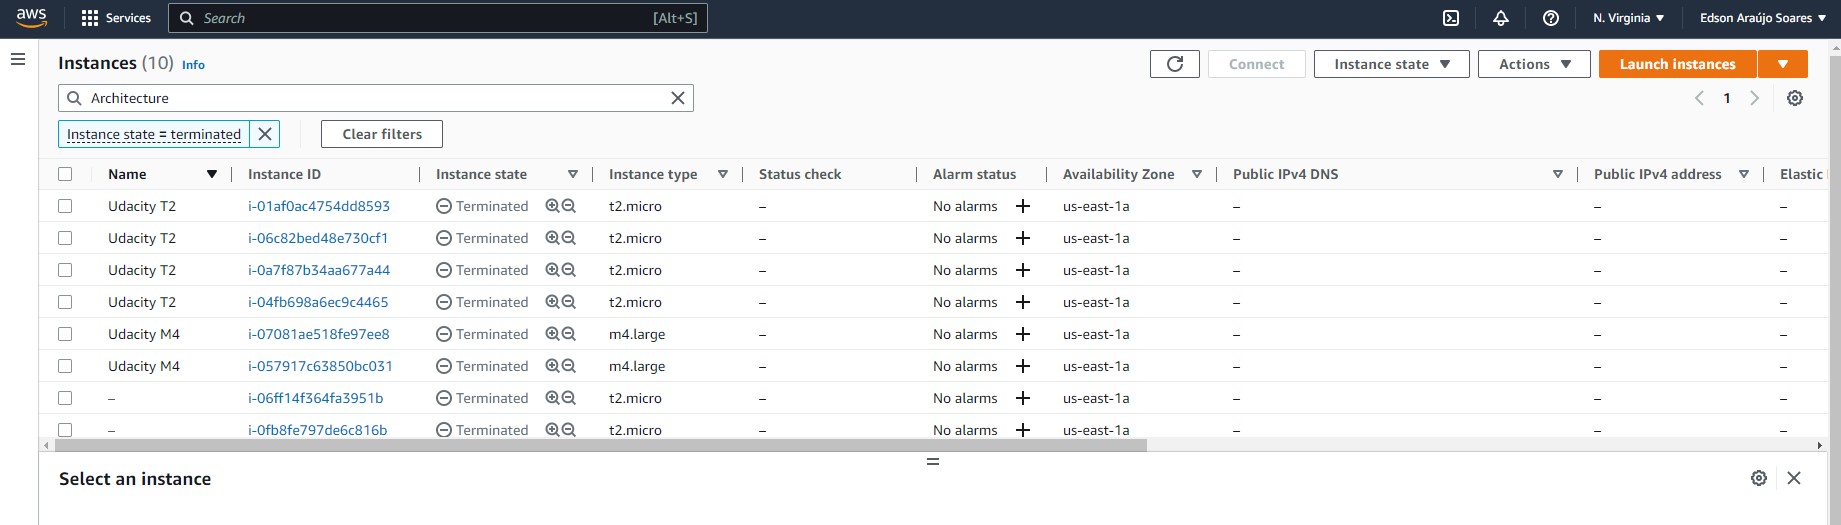 aws Services Search [Alt+S] N. Virginia Edson Araújo Soares
Instances (10) Info Connect Instance state Actions Launch instances
Architecture 1
Instance state = terminated Clear filters
Name Instance ID Instance state Instance type Status check Alarm status Availability Zone Public IPv4 DNS Public IPv4 address Elastic
Udacity T2 i-01af0ac4754dd8593 Terminated t2.micro – No alarms + us-east-1a – – –
Udacity T2 i-06c82bed48e730cf1 Terminated t2.micro – No alarms + us-east-1a – – –
Udacity T2 i-0a7f87b34aa677a44 Terminated t2.micro – No alarms + us-east-1a – – –
Udacity T2 i-04fb698a6ec9c4465 Terminated t2.micro – No alarms + us-east-1a – – –
Udacity M4 i-07081ae518fe97ee8 Terminated m4.large – No alarms + us-east-1a – – –
Udacity M4 i-057917c63850bc031 Terminated m4.large – No alarms + us-east-1a – – –
– i-06ff14f364fa3951b Terminated t2.micro – No alarms + us-east-1a – – –
– i-0fb8fe797de6c816b Terminated t2.micro – No alarms + us-east-1a – – –
Select an instance